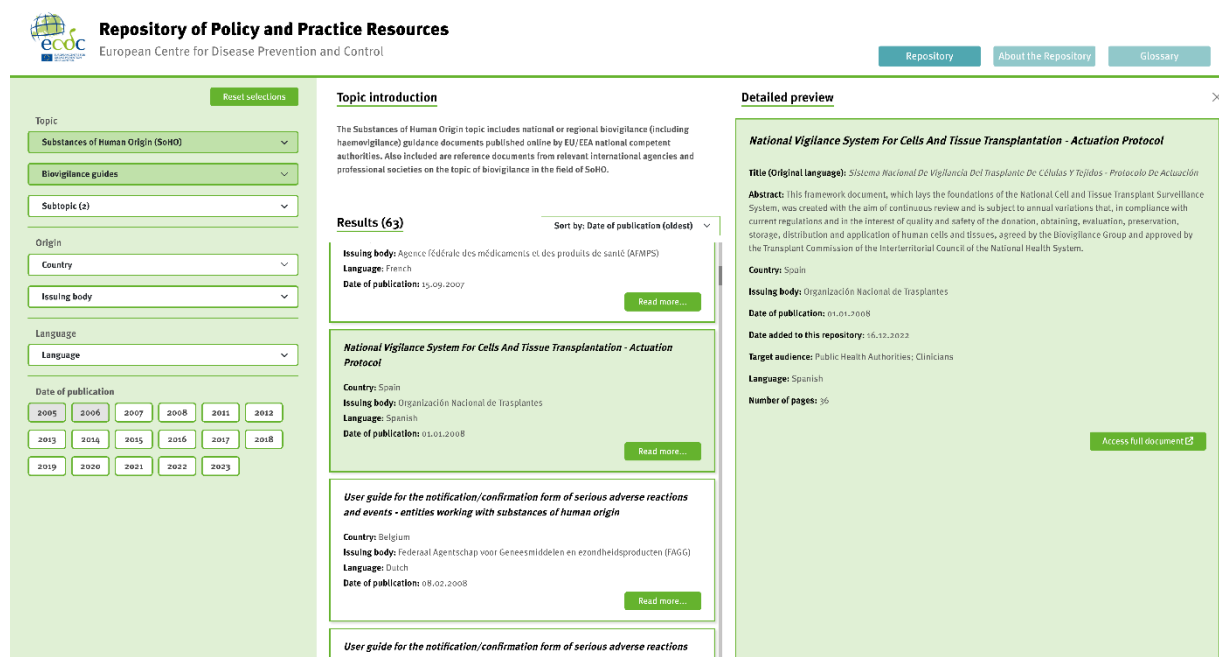 ecdc
Repository of Policy and Practice Resources
European Centre for Disease Prevention and Control
Repository
About the Repository
Glossary
Reset selections
Topic
Substances of Human Origin (SoHO)
Biovigilance guides
Subtopic (2)
Origin
Country
Issuing body
Language
Language
Date of publication
2005 2006 2007 2008 2011 2012
2013 2014 2015 2016 2017 2018
2019 2020 2021 2022 2023
Topic introduction
The Substances of Human Origin topic includes national or regional biovigilance (including
haemovigilance) guidance documents published online by EU/EEA national competent
authorities. Also included are reference documents from relevant international agencies and
professional societies on the topic of biovigilance in the field of SoHO.
Results (63)
Sort by: Date of publication (oldest)
Issuing body: Agence fédérale des médicaments et des produits de santé (AFMPS)
Language: French
Date of publication: 15.09.2007
Read more...
National Vigilance System For Cells And Tissue Transplantation - Actuation
Protocol
Country: Spain
Issuing body: Organización Nacional de Trasplantes
Language: Spanish
Date of publication: 01.01.2008
Read more...
User guide for the notification/confirmation form of serious adverse reactions
and events - entities working with substances of human origin
Country: Belgium
Issuing body: Federaal Agentschap voor Geneesmiddelen en ezondheidsproducten (FAGG)
Language: Dutch
Date of publication: 08.02.2008
Read more...
User guide for the notification/confirmation form of serious adverse reactions
Detailed preview
National Vigilance System For Cells And Tissue Transplantation - Actuation Protocol
Title (Original language): Sistema Nacional De Vigilancia Del Trasplante De Células Y Tejidos - Protocolo De Actuación
Abstract: This framework document, which lays the foundations of the National Cell and Tissue Transplant Surveillance
System, was created with the aim of continuous review and is subject to annual variations that, in compliance with
current regulations and in the interest of quality and safety of the donation, obtaining, evaluation, preservation,
storage, distribution and application of human cells and tissues, agreed by the Biovigilance Group and approved by
the Transplant Commission of the Interterritorial Council of the National Health System.
Country: Spain
Issuing body: Organización Nacional de Trasplantes
Date of publication: 01.01.2008
Date added to this repository: 16.12.2022
Target audience: Public Health Authorities; Clinicians
Language: Spanish
Number of pages: 36
Access full document